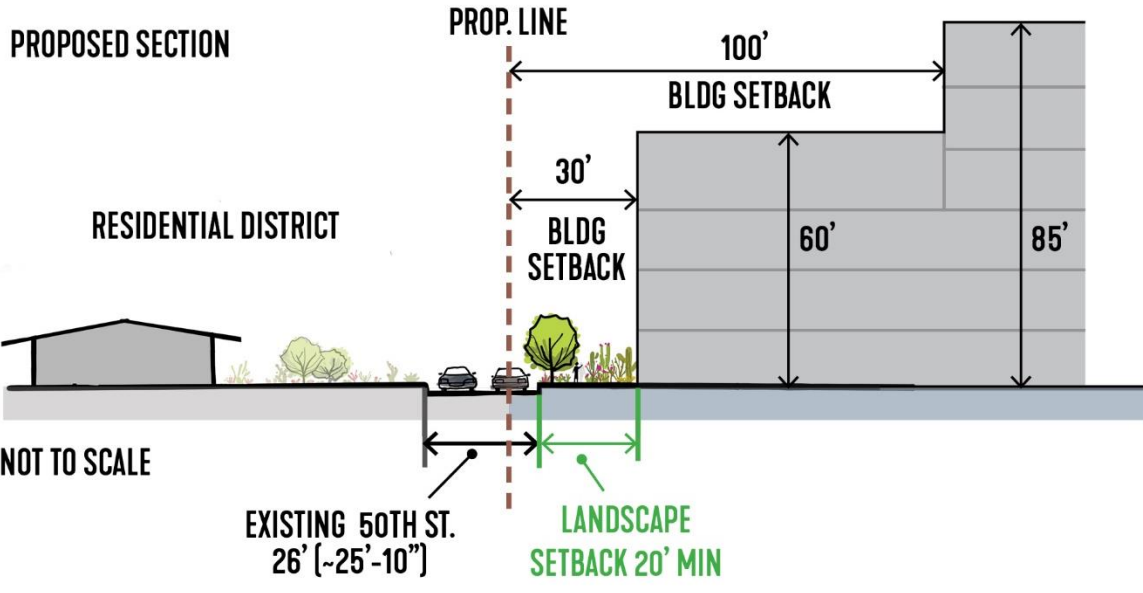 PROPOSED SECTION
PROP. LINE
100’
BLDG SETBACK
30’
BLDG
SETBACK
RESIDENTIAL DISTRICT
60’
85’
NOT TO SCALE
EXISTING 50TH ST.
26’ (~25’-10”)
LANDSCAPE
SETBACK 20’ MIN